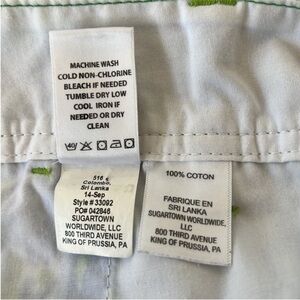 MACHINE WASH
COLD NON-CHLORINE
BLEACH IF NEEDED
TUMBLE DRY LOW
COOL IRON IF
NEEDED OR DRY
CLEAN
516
Colombo,
Sri Lanka
14-Sep
Style # 33092
PO# 042846
SUGARTOWN
WORLDWIDE, LLC
800 THIRD AVENUE
KING OF PRUSSIA, PA
100% COTON
FABRIQUE EN
SRI LANKA
SUGARTOWN WORLDWIDE,
LLC
800 THIRD AVENUE
KING OF PRUSSIA, PA